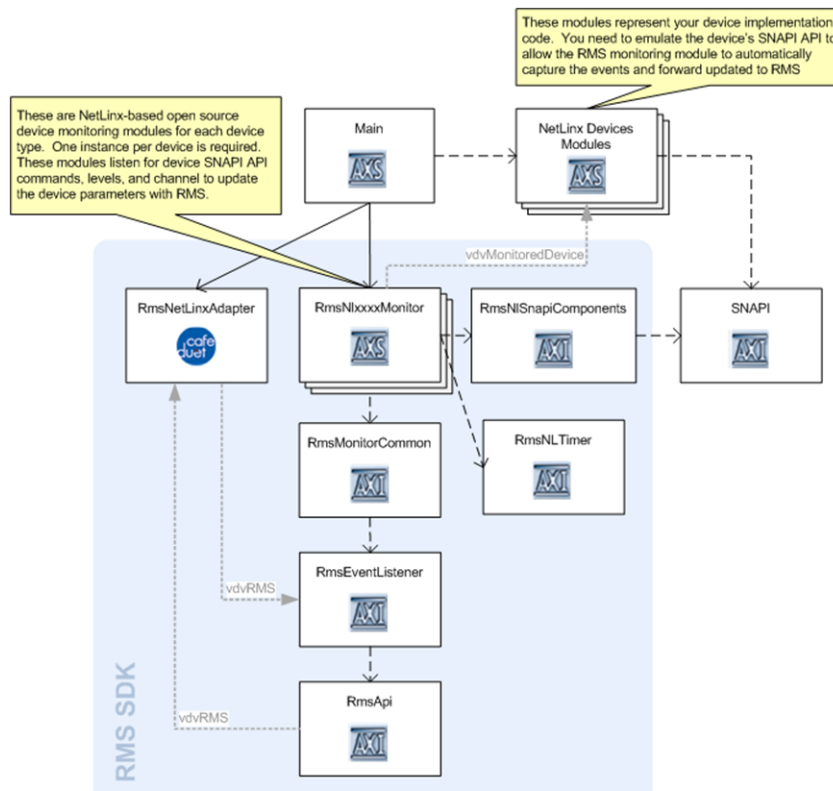 These modules represent your device implementation
code. You need to emulate the device's SNAPI API to
allow the RMS monitoring module to automatically
capture the events and forward updated to RMS
These are NetLinx-based open source
device monitoring modules for each device
type. One instance per device is required.
These modules listen for device SNAPI API
commands, levels, and channel to update
the device parameters with RMS.
Main
AXS
NetLinx Devices
Modules
AXS
vdvMonitoredDevice
RmsNetLinxAdapter
cafe
duet
RmsNlxxxxMonitor
AXS
RmsNlSnapiComponents
AXI
SNAPI
AXI
RmsMonitorCommon
AXI
RmsNLTimer
AXI
RmsEventListener
AXI
vdvRMS
RmsApi
AXI
vdvRMS
RMS SDK